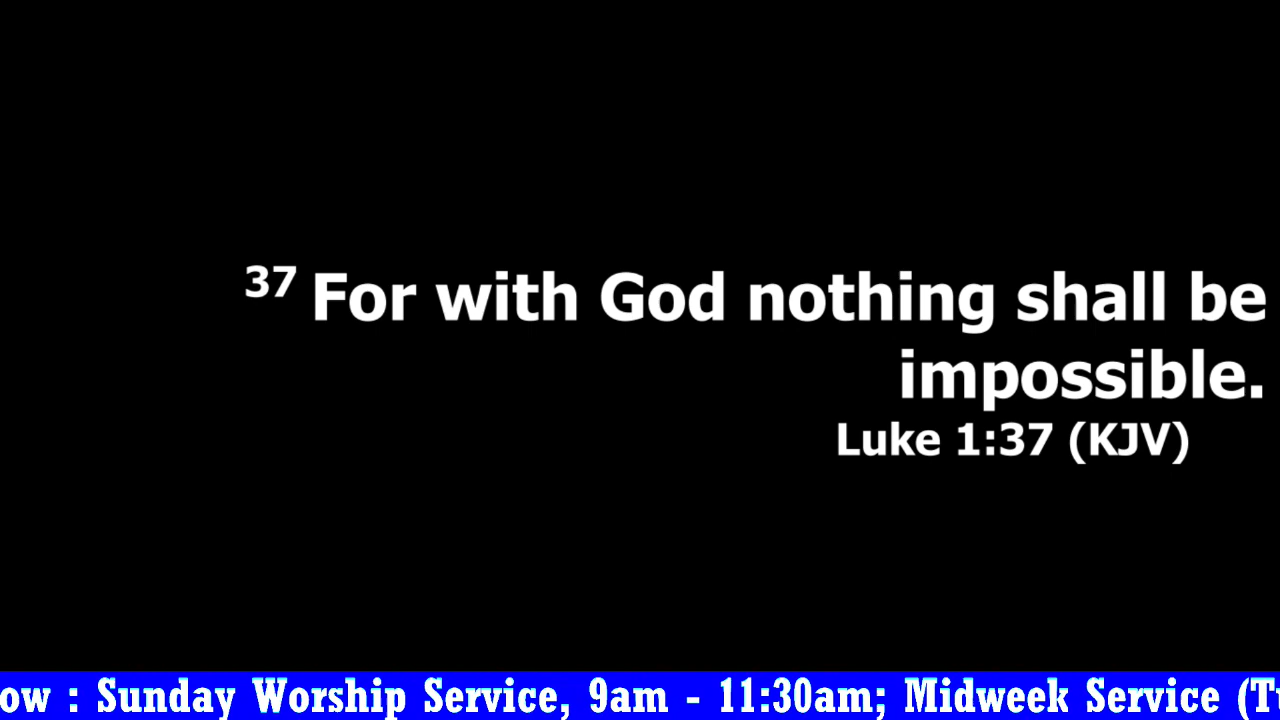 37 For with God nothing shall be
impossible.
Luke 1:37 (KJV)
: Sunday Worship Service, 9am - 11:30am; Midweek Service